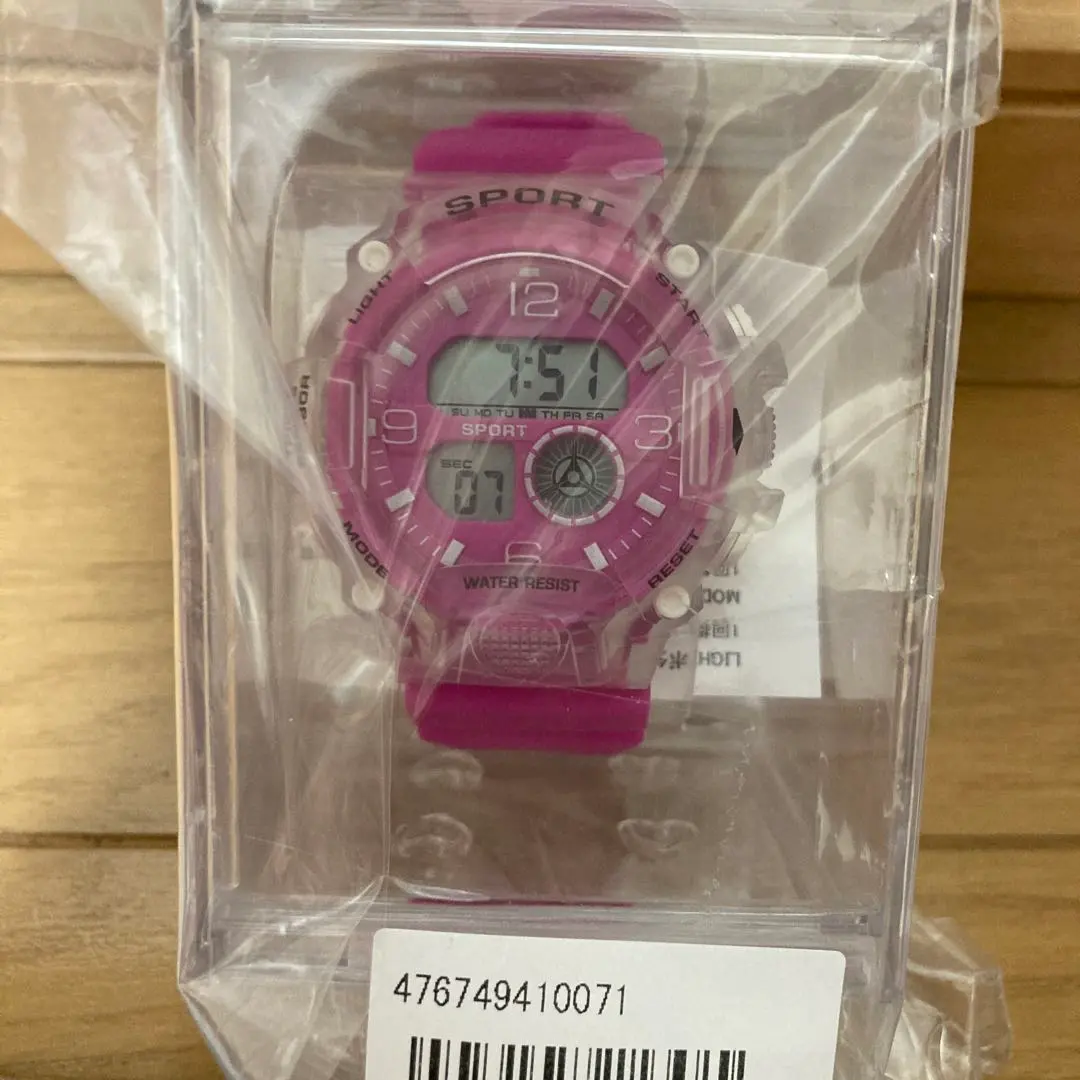 SPORT
LIGHT
START
12
7:51
SU MO TU TH FR SA
9
SPORT
3
SEC
07
6
MODE
RESET
WATER RESIST
476749410071